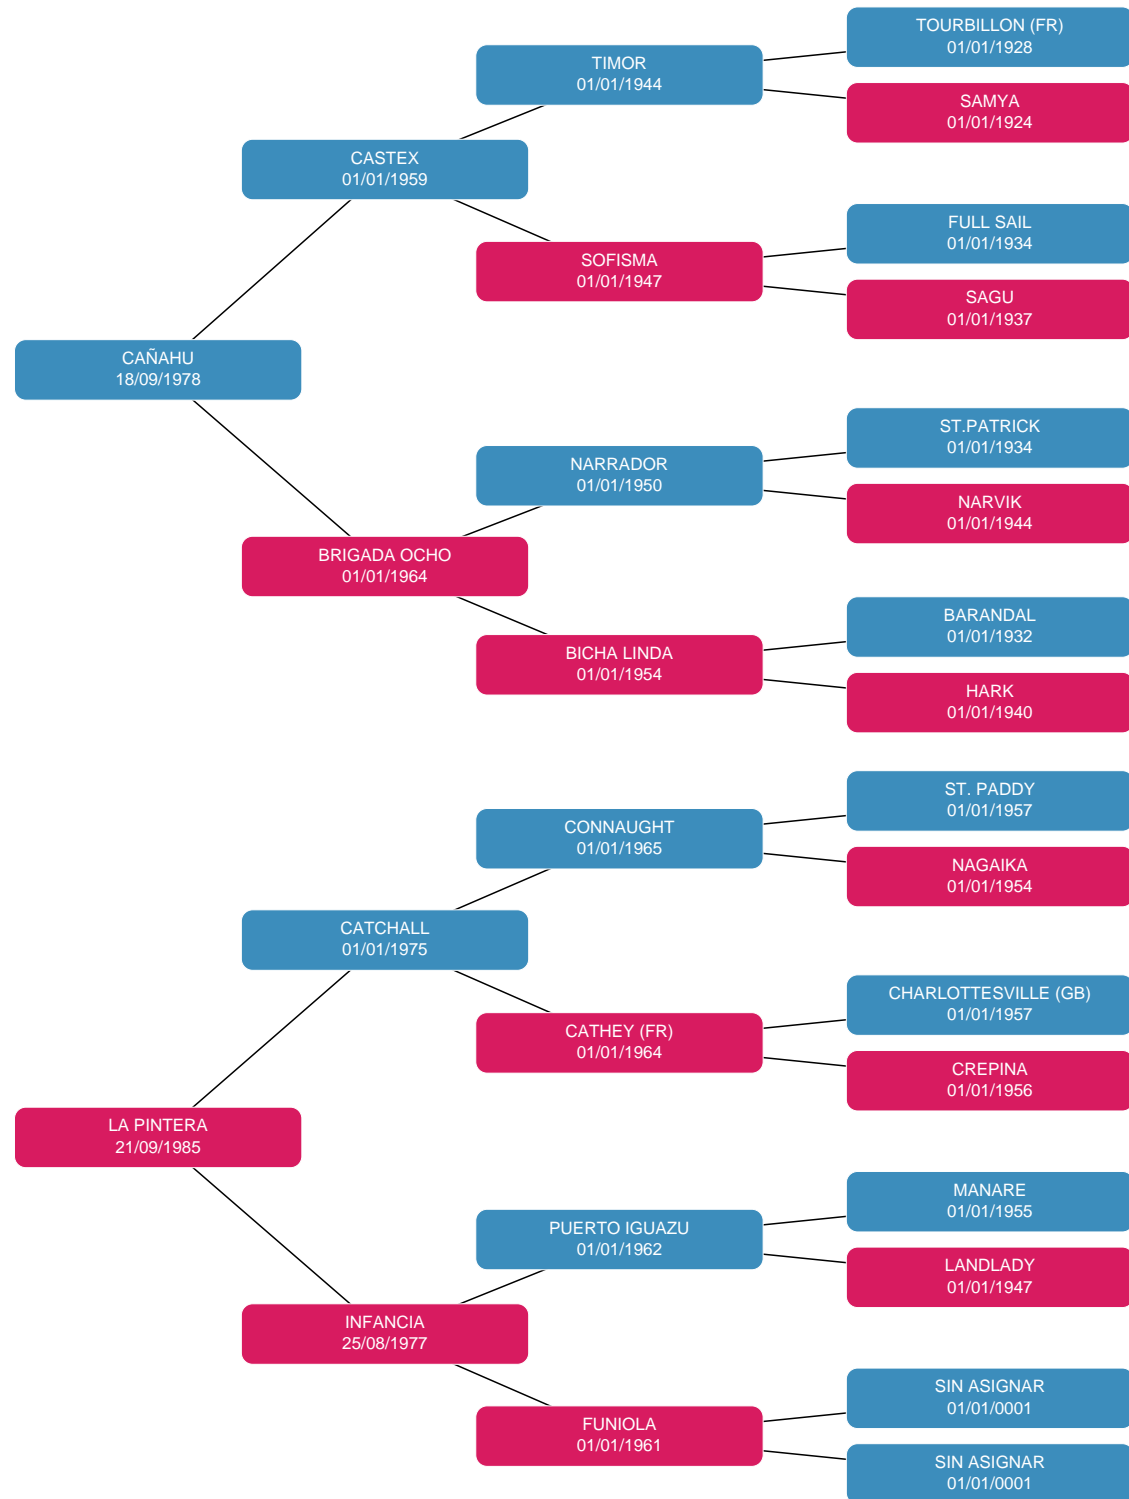 TOURBILLON (FR)
01/01/1928
TIMOR
01/01/1944
SAMYA
01/01/1924
CASTEX
01/01/1959
FULL SAIL
01/01/1934
SOFISMA
01/01/1947
SAGU
01/01/1937
CAÑAHU
18/09/1978
ST.PATRICK
01/01/1934
NARRADOR
01/01/1950
NARVIK
01/01/1944
BRIGADA OCHO
01/01/1964
BARANDAL
01/01/1932
BICHA LINDA
01/01/1954
HARK
01/01/1940
ST. PADDY
01/01/1957
CONNAUGHT
01/01/1965
NAGAIKA
01/01/1954
CATCHALL
01/01/1975
CHARLOTTESVILLE (GB)
01/01/1957
CATHEY (FR)
01/01/1964
CREPINA
01/01/1956
LA PINTERA
21/09/1985
MANARE
01/01/1955
PUERTO IGUAZU
01/01/1962
LANDLADY
01/01/1947
INFANCIA
25/08/1977
SIN ASIGNAR
01/01/0001
FUNIOLA
01/01/1961
SIN ASIGNAR
01/01/0001